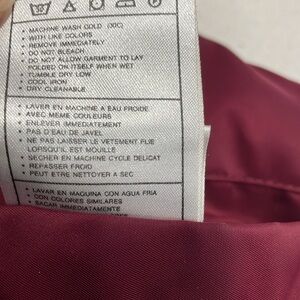 • MACHINE WASH COLD (30C)
• WITH LIKE COLORS
• REMOVE IMMEDIATELY
• DO NOT BLEACH
• DO NOT ALLOW GARMENT TO LAY
FOLDED ON ITSELF WHEN WET
• TUMBLE DRY LOW
• COOL IRON
• DRY CLEANABLE
• LAVER EN MACHINE A EAU FROIDE
• AVEC MEME COULEURS
• ENLEVER IMMEDIATEMENT
• PAS D'EAU DE JAVEL
• NE PAS LAISSER LE VETEMENT PLIE
LORSQU'IL EST MOUILLE
• SECHER EN MACHINE CYCLE DELICAT
• REPASSER FROID
• PEUT ETRE NETTOYER A SEC
• LAVAR EN MAQUINA CON AGUA FRIA
• CON COLORES SIMILARES
• SACAR IMMEDIATAMENTE